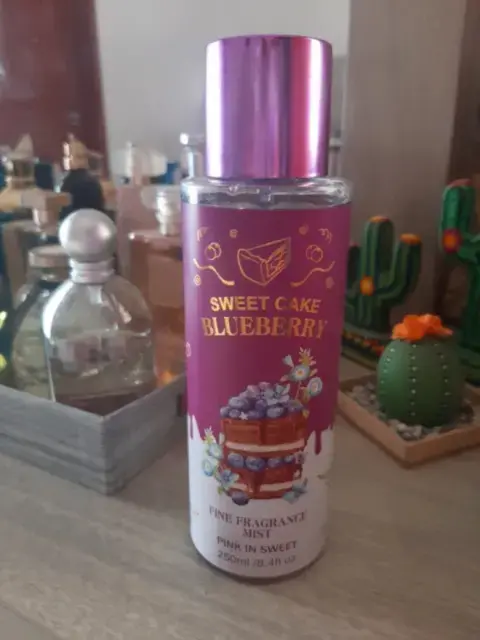 SWEET CAKE
BLUEBERRY
FINE FRAGRANCE
MIST
PINK IN SWEET
250ml /8.4fl oz